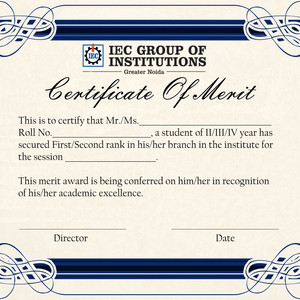 IEC
IEC GROUP OF
INSTITUTIONS
Greater Noida
Certificate Of Merit
This is to certify that Mr./Ms.____________________________
Roll No.____________________, a student of II/III/IV year has
secured First/Second rank in his/her branch in the institute for
the session ___________________.
This merit award is being conferred on him/her in recognition
of his/her academic excellence.
Director
Date